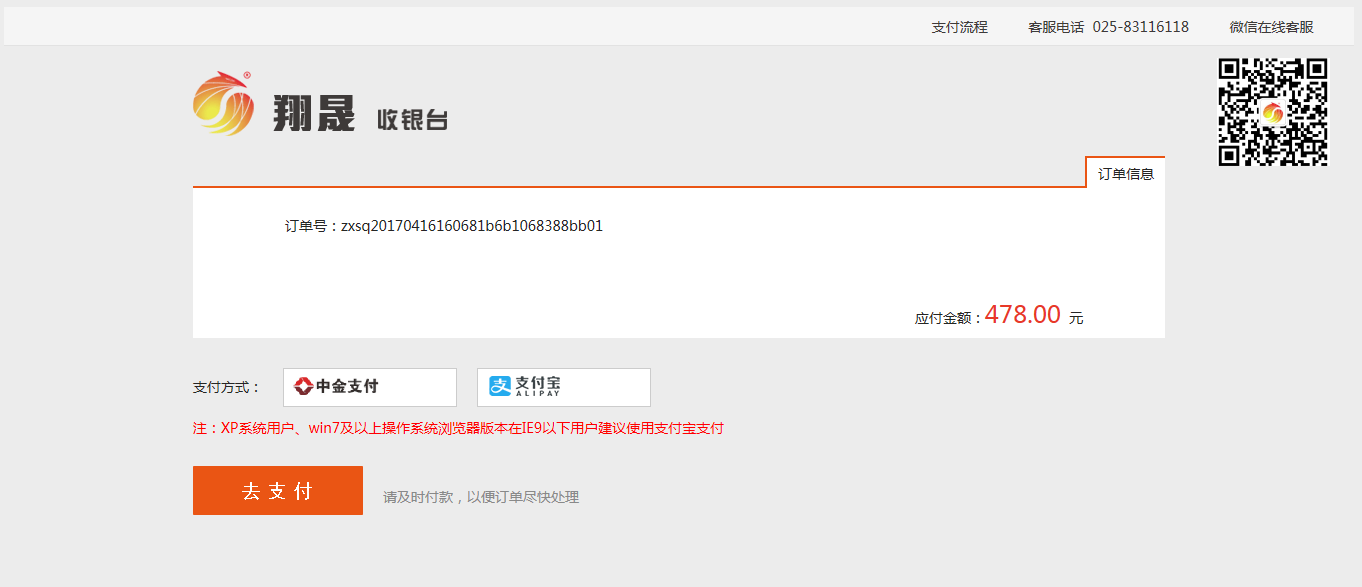 支付流程 客服电话 025-83116118 微信在线客服
翔晟 收银台
订单信息
订单号：zxsq20170416160681b6b1068388bb01
应付金额：478.00 元
支付方式： 中金支付 支付宝 ALIPAY
注：XP系统用户、win7及以上操作系统浏览器版本在IE9以下用户建议使用支付宝支付
去支付 请及时付款，以便订单尽快处理